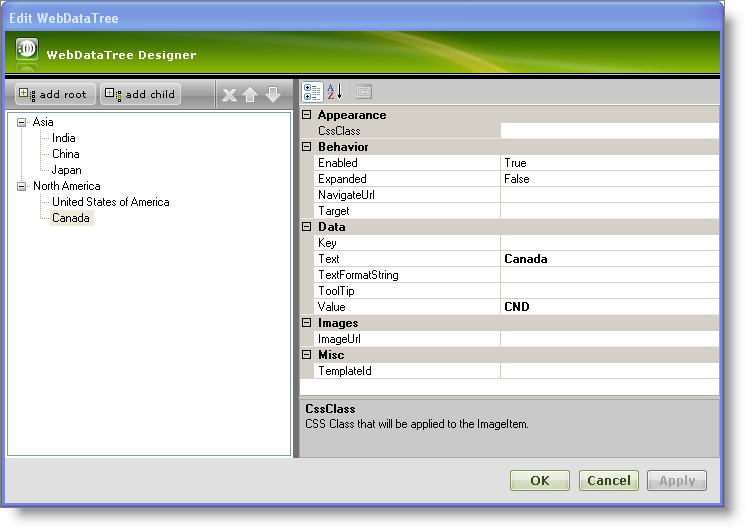 Edit WebDataTree
WebDataTree Designer
add root add child
Asia
India
China
Japan
North America
United States of America
Canada
A Z
Appearance
CssClass
Behavior
Enabled True
Expanded False
NavigateUrl
Target
Data
Key
Text Canada
TextFormatString
ToolTip
Value CND
Images
ImageUrl
Misc
TemplateId
CssClass
CSS Class that will be applied to the ImageItem.
OK Cancel Apply